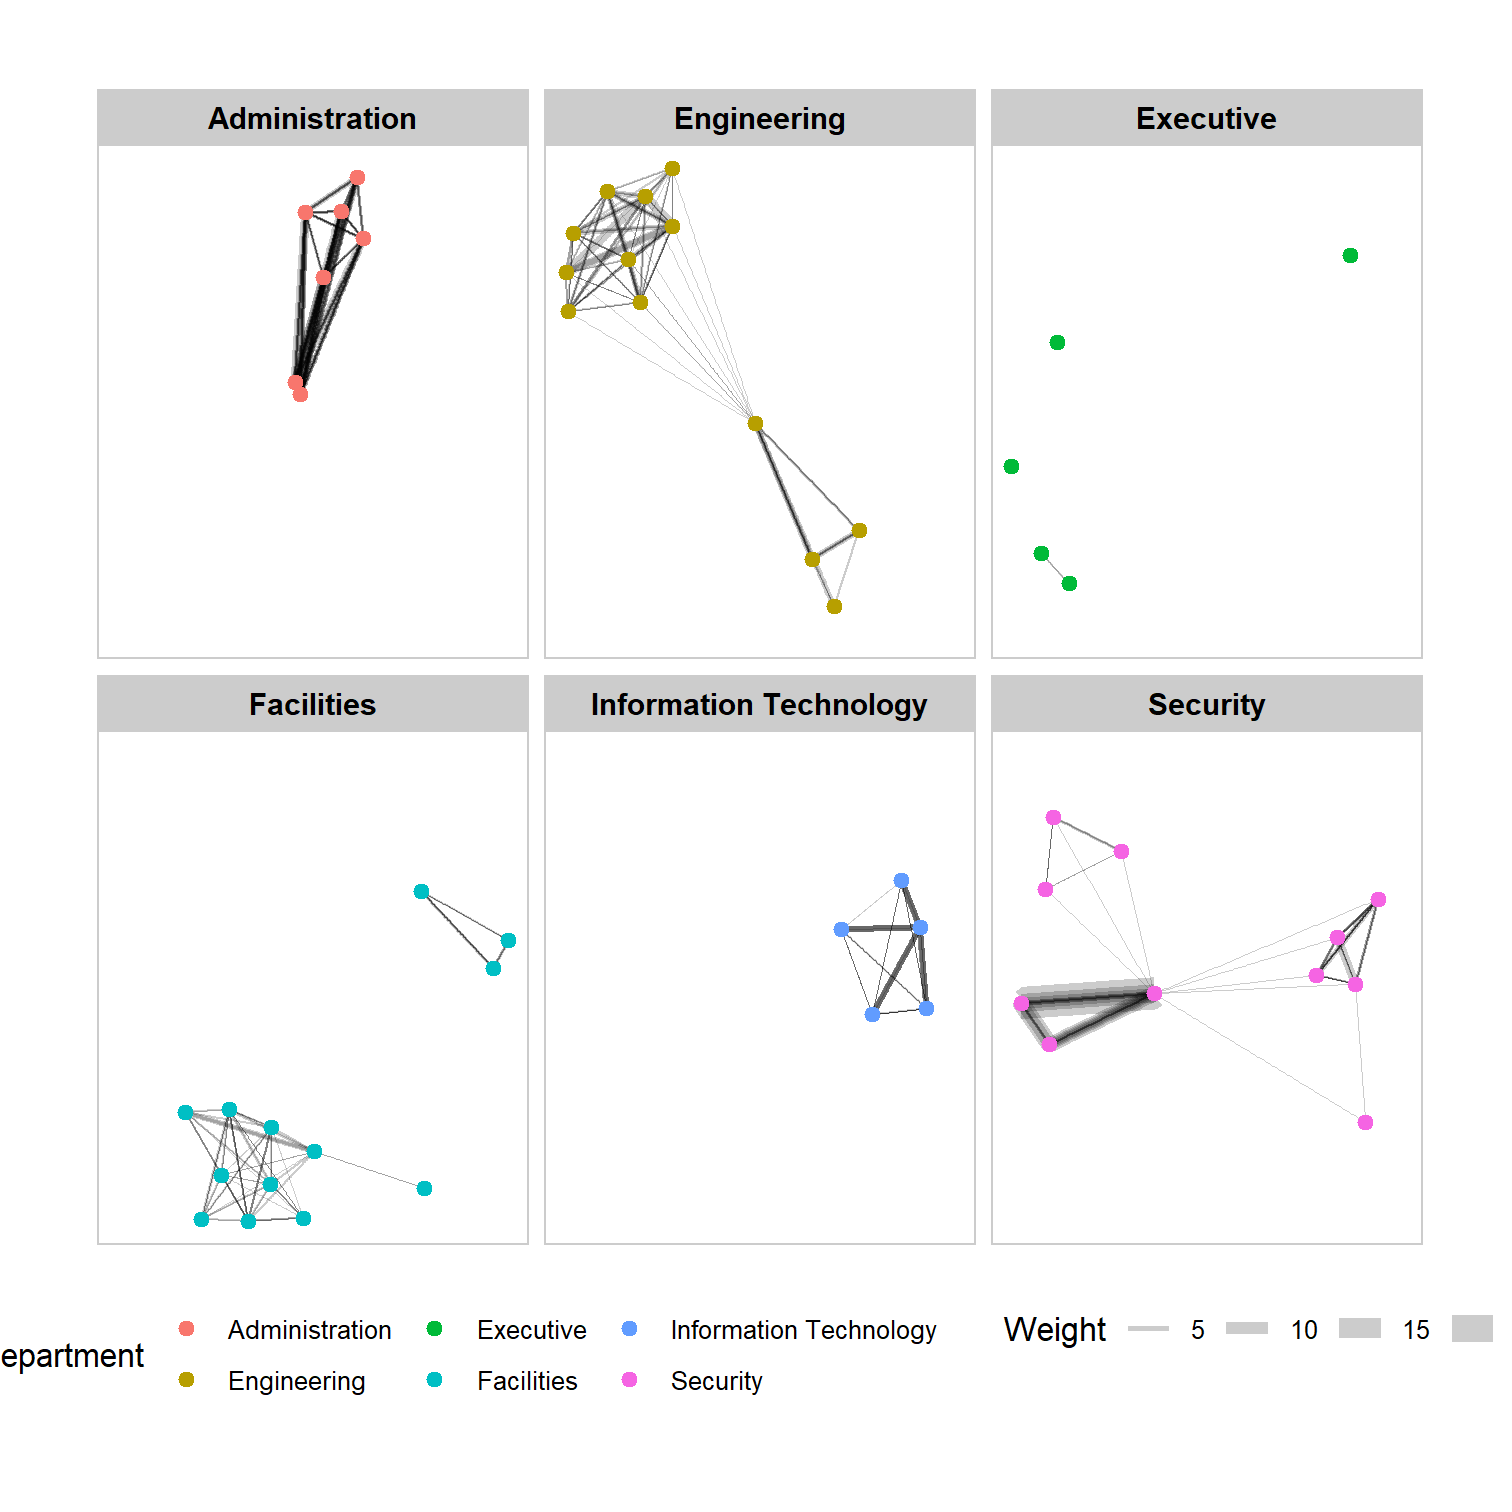 Administration
Engineering
Executive
Facilities
Information Technology
Security
epartment
Administration
Executive
Information Technology
Engineering
Facilities
Security
Weight 5 10 15